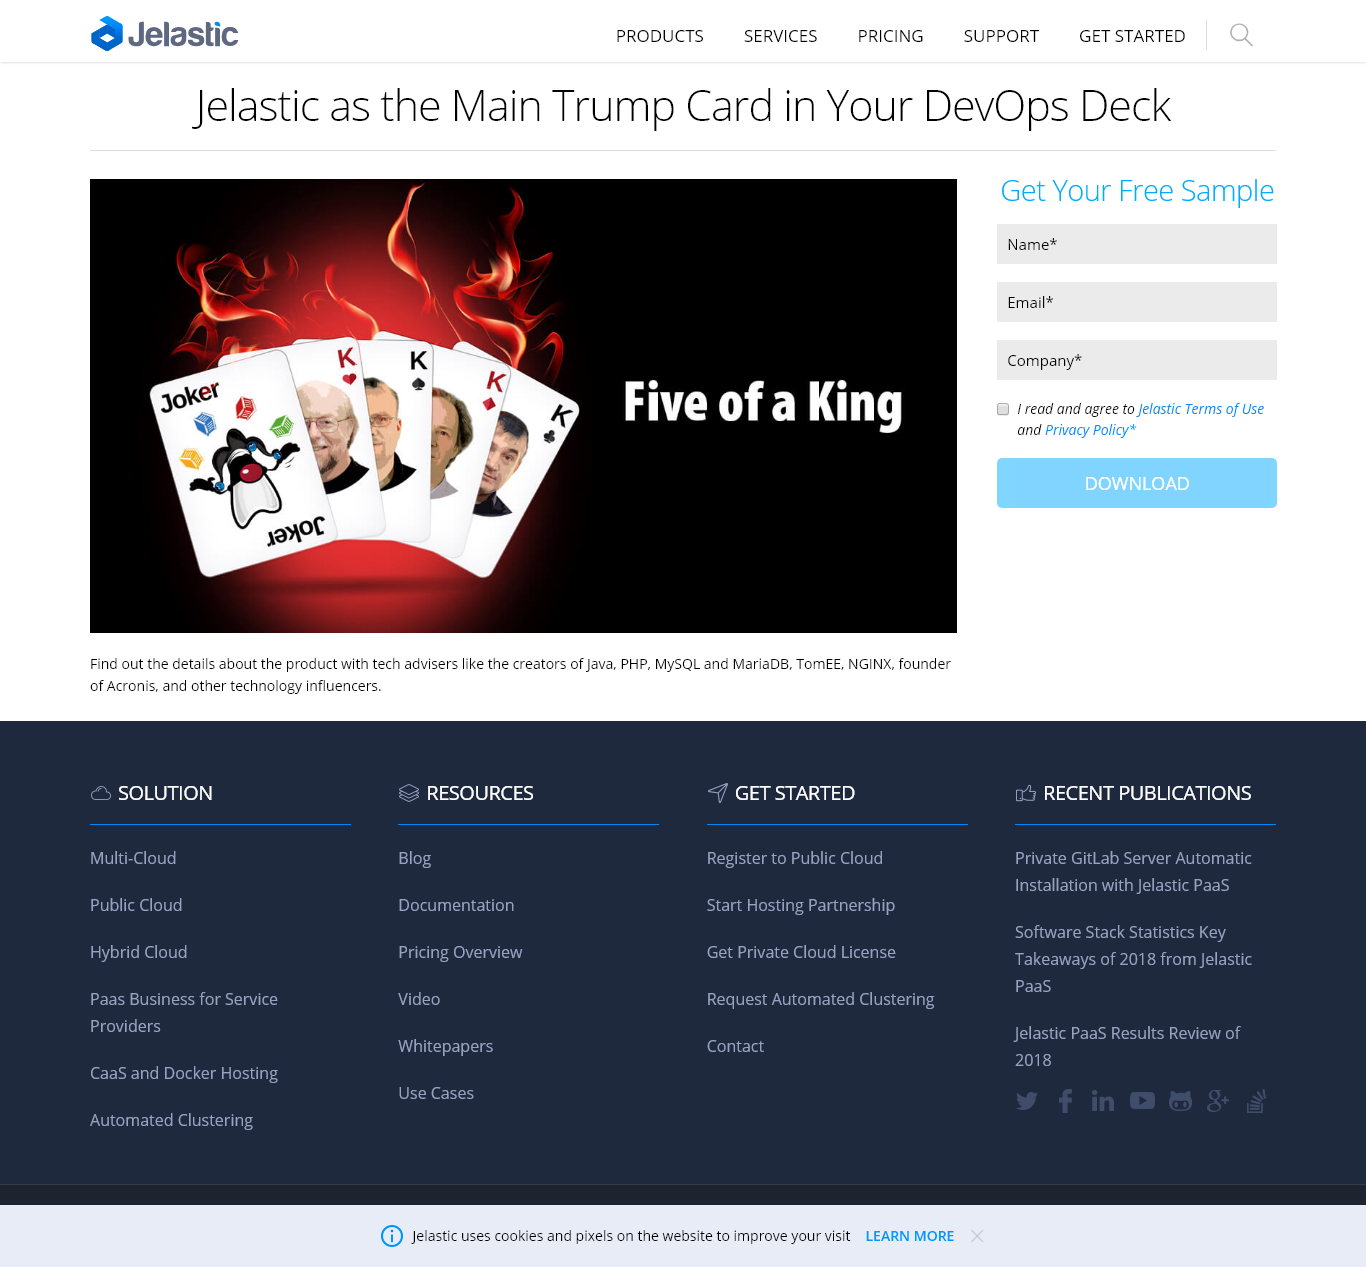 Jelastic
PRODUCTS
SERVICES
PRICING
SUPPORT
GET STARTED
Jelastic as the Main Trump Card in Your DevOps Deck
Joker
K
K
K
K
Joker
Five of a King
Get Your Free Sample
Name*
Email*
Company*
I read and agree to Jelastic Terms of Use
and Privacy Policy*
DOWNLOAD
Find out the details about the product with tech advisers like the creators of Java, PHP, MySQL and MariaDB, TomEE, NGINX, founder
of Acronis, and other technology influencers.
SOLUTION
Multi-Cloud
Public Cloud
Hybrid Cloud
Paas Business for Service
Providers
CaaS and Docker Hosting
Automated Clustering
RESOURCES
Blog
Documentation
Pricing Overview
Video
Whitepapers
Use Cases
GET STARTED
Register to Public Cloud
Start Hosting Partnership
Get Private Cloud License
Request Automated Clustering
Contact
RECENT PUBLICATIONS
Private GitLab Server Automatic
Installation with Jelastic PaaS
Software Stack Statistics Key
Takeaways of 2018 from Jelastic
PaaS
Jelastic PaaS Results Review of
2018
Jelastic uses cookies and pixels on the website to improve your visit LEARN MORE